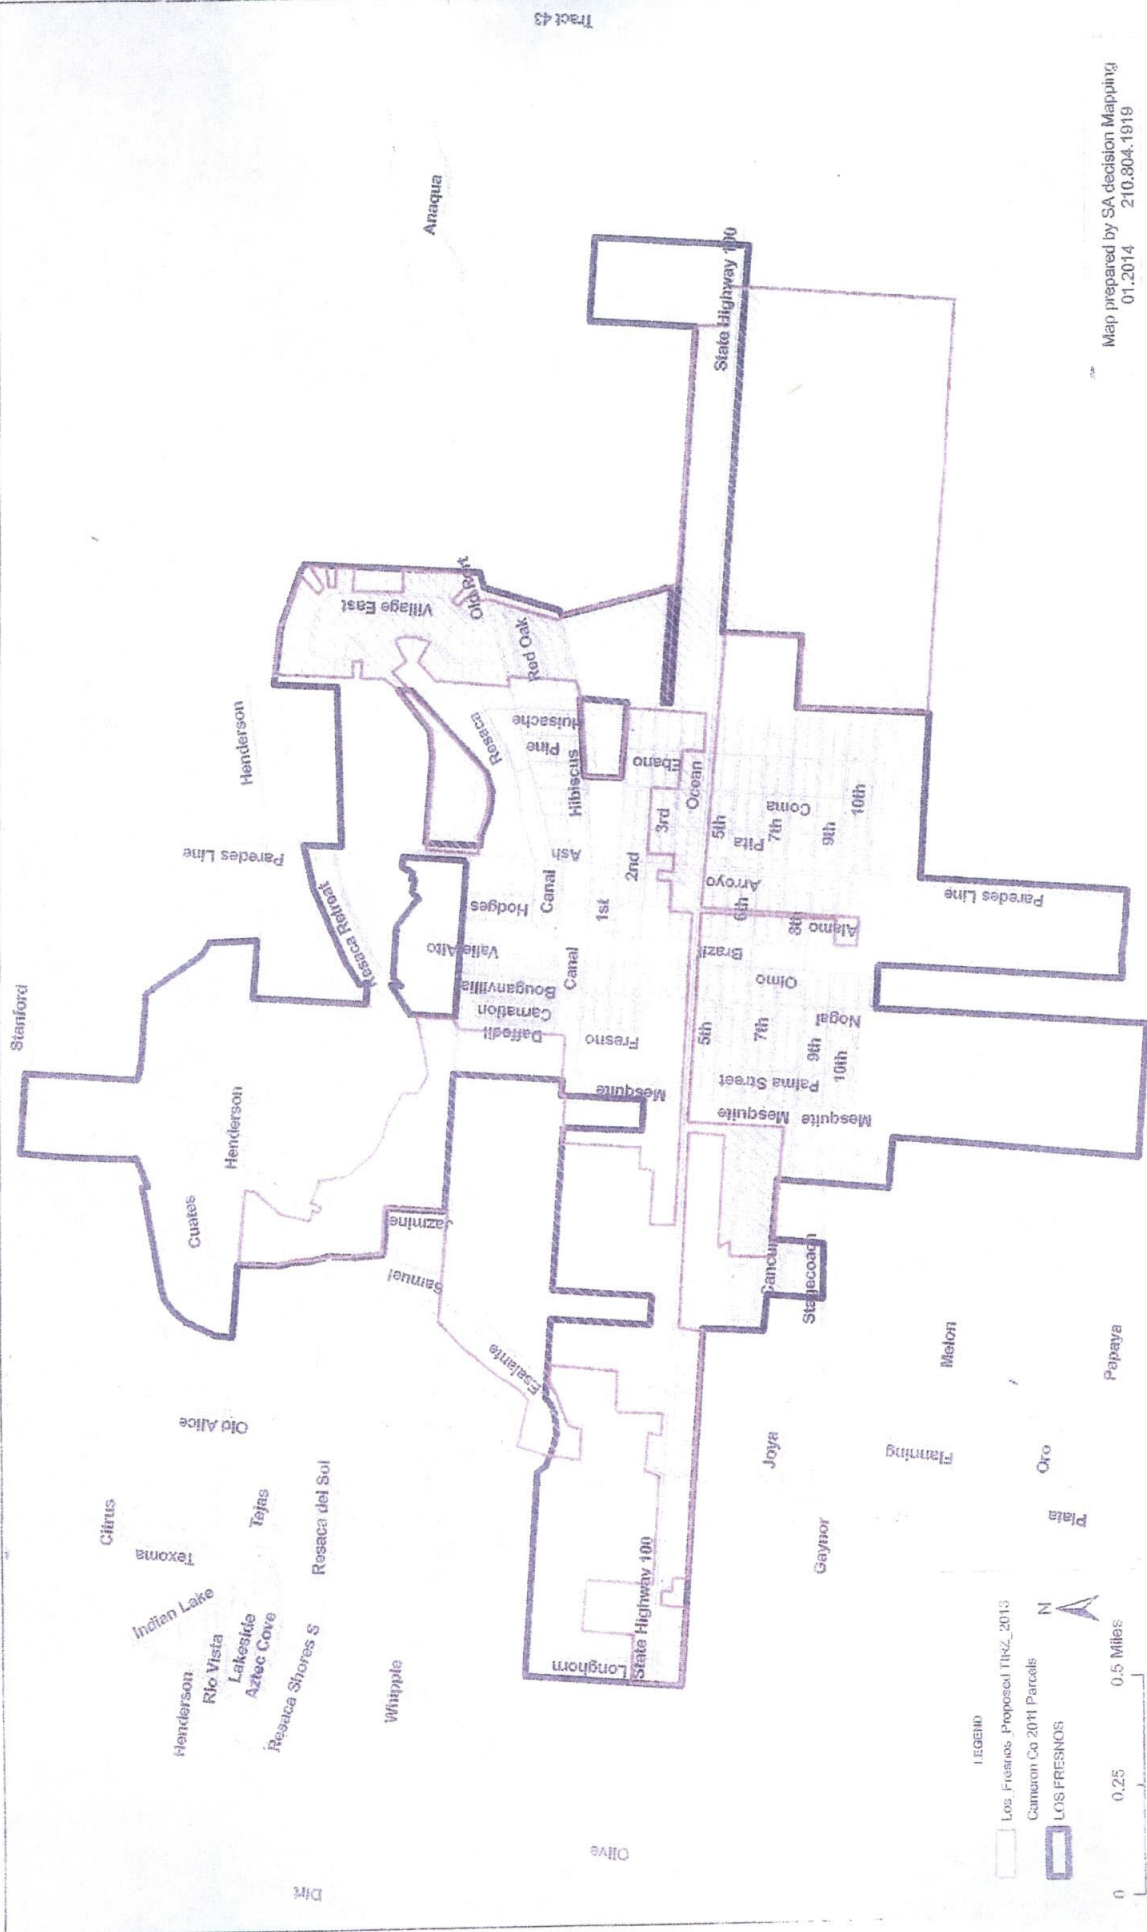 Tract 43
Anaqua
Stanford
Henderson
Paredes Line
Resaca Retreat
Village East
Old Port
Red Oak
Resaca
Huisache
Pine
Hibiscus
Ebano
Ocean
3rd
2nd
Ash
Canal
Hodges
1st
Valle Alto
Canal
Bouganvillia
Carnation
Daffodil
Fresno
Mesquite
Henderson
Cuates
Jazmine
Samuel
Escalante
Old Alice
Citrus
Texoma
Tejas
Indian Lake
Resaca del Sol
Rio Vista
Lakeside
Aztec Cove
Henderson
Resaca Shores S
Whipple
Longhorn
State Highway 100
State Highway 100
5th
Pita
7th
Coma
9th
10th
Arroyo
6th
8th
Alamo
Brazil
Olmo
5th
7th
Nogal
9th
10th
Palma Street
Mesquite
Mesquite
Paredes Line
Cancun
Stagecoach
Melon
Papaya
Joya
Flanning
Oro
Plata
Gaynor
Olive
Dirt
LEGEND
Los_Fresnos_Proposed TIRZ_2013
Cameron Co 2011 Parcels
LOS FRESNOS
N
0 0.25 0.5 Miles
Map prepared by SA decision Mapping
01.2014 210.804.1919